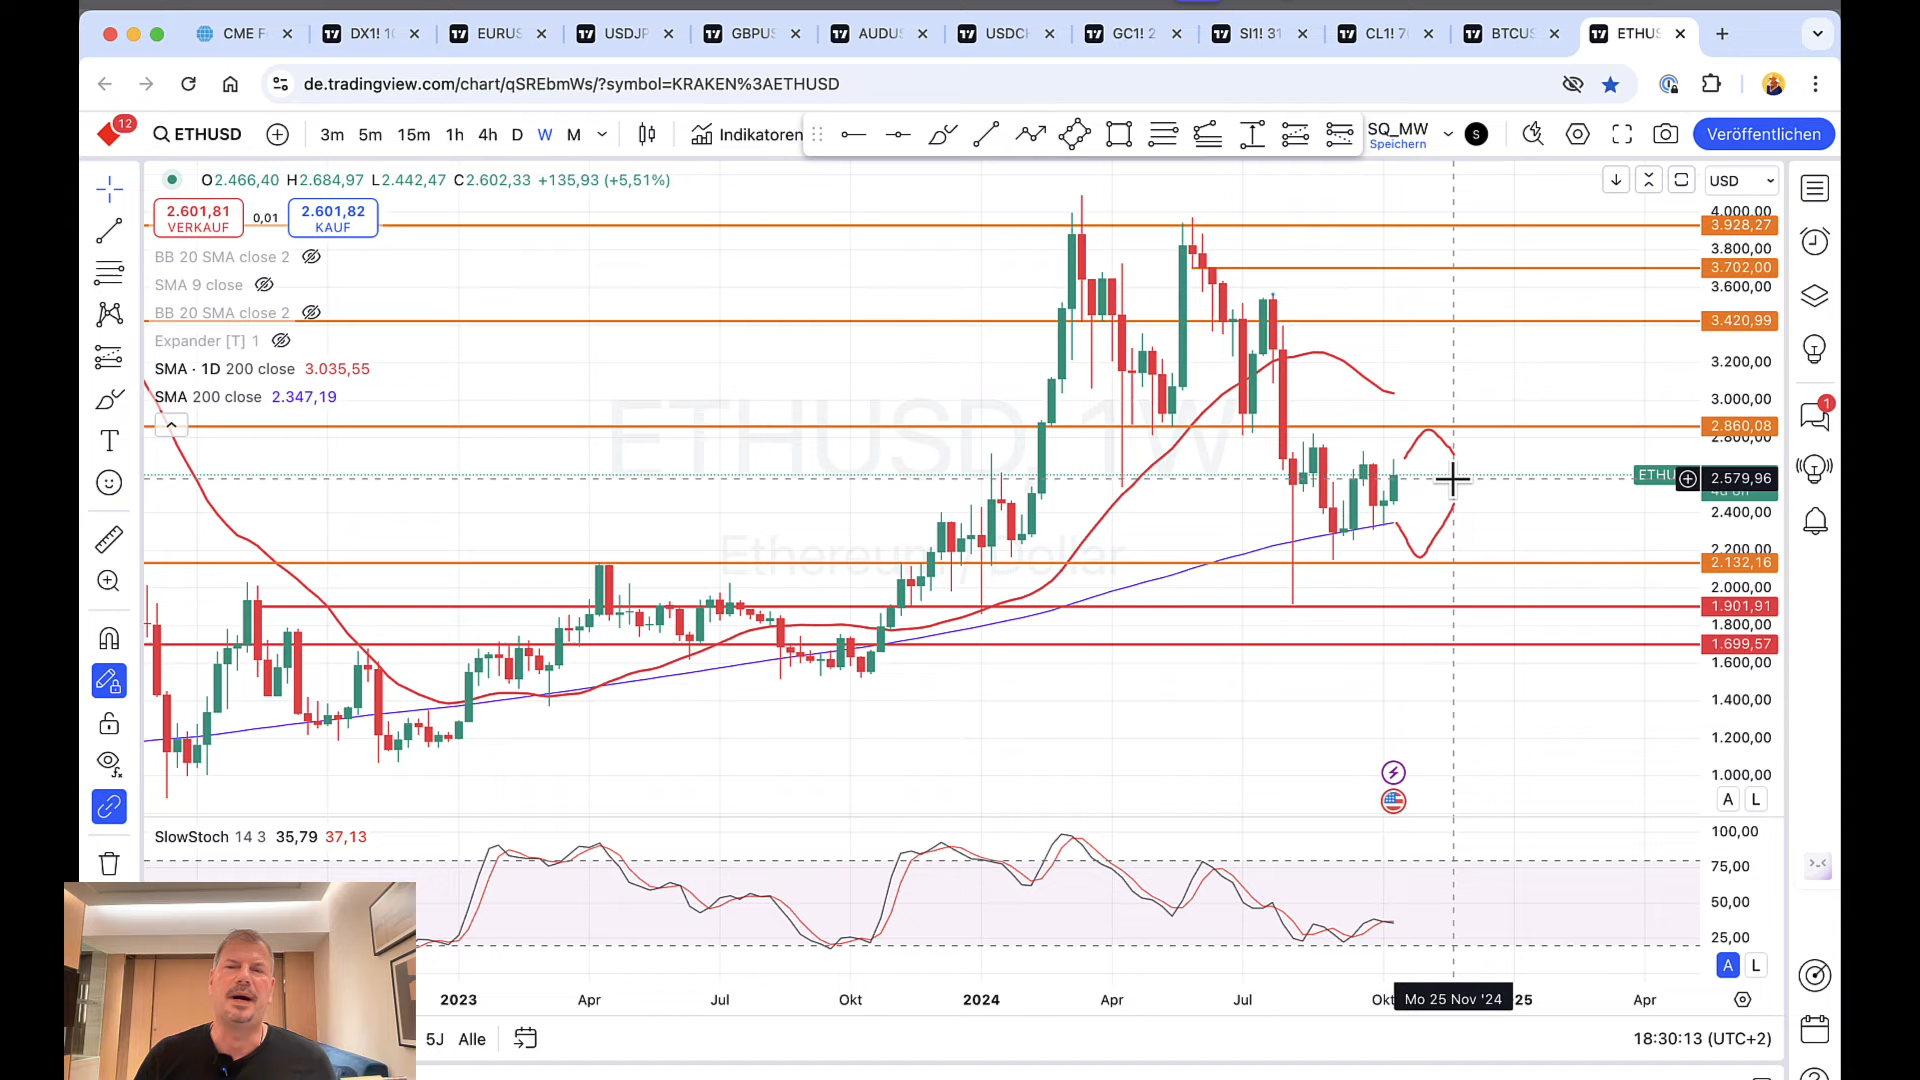 CME F
DX1! 10
EURUS
USDJP
GBPUS
AUDUS
USDCH
GC1! 2
SI1! 31
CL1! 70
BTCUS
ETHUS
de.tradingview.com/chart/qSREbmWs/?symbol=KRAKEN%3AETHUSD
12
ETHUSD
3m 5m 15m 1h 4h D W M
Indikatoren
SQ_MW
Speichern
S
Veröffentlichen
O2.466,40 H2.684,97 L2.442,47 C2.602,33 +135,93 (+5,51%)
USD
2.601,81
VERKAUF
0,01
2.601,82
KAUF
BB 20 SMA close 2
SMA 9 close
BB 20 SMA close 2
Expander [T] 1
SMA · 1D 200 close 3.035,55
SMA 200 close 2.347,19
ETHUSD, 1W
Ethereum / Dollar
4.000,00
3.928,27
3.800,00
3.702,00
3.600,00
3.420,99
3.200,00
3.000,00
2.860,08
2.800,00
ETHU
2.579,96
2.400,00
2.200,00
2.132,16
2.000,00
1.901,91
1.800,00
1.699,57
1.600,00
1.400,00
1.200,00
1.000,00
A L
1
SlowStoch 14 3 35,79 37,13
100,00
75,00
50,00
25,00
A L
2023 Apr Jul Okt 2024 Apr Jul Okt Mo 25 Nov '24 25 Apr
5J Alle
18:30:13 (UTC+2)